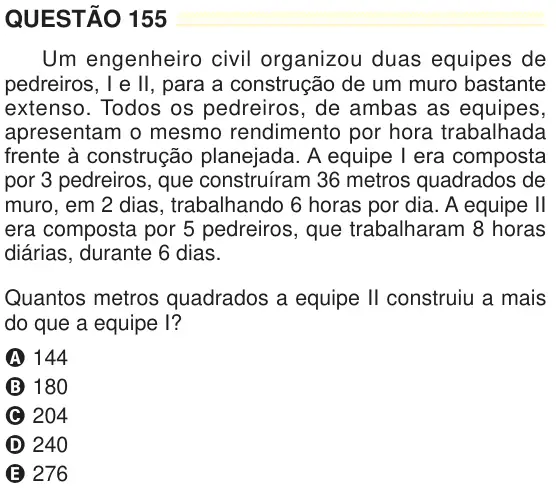 QUESTÃO 155
Um engenheiro civil organizou duas equipes de
pedreiros, I e II, para a construção de um muro bastante
extenso. Todos os pedreiros, de ambas as equipes,
apresentam o mesmo rendimento por hora trabalhada
frente à construção planejada. A equipe I era composta
por 3 pedreiros, que construíram 36 metros quadrados de
muro, em 2 dias, trabalhando 6 horas por dia. A equipe II
era composta por 5 pedreiros, que trabalharam 8 horas
diárias, durante 6 dias.
Quantos metros quadrados a equipe II construiu a mais
do que a equipe I?
A 144
B 180
C 204
D 240
E 276